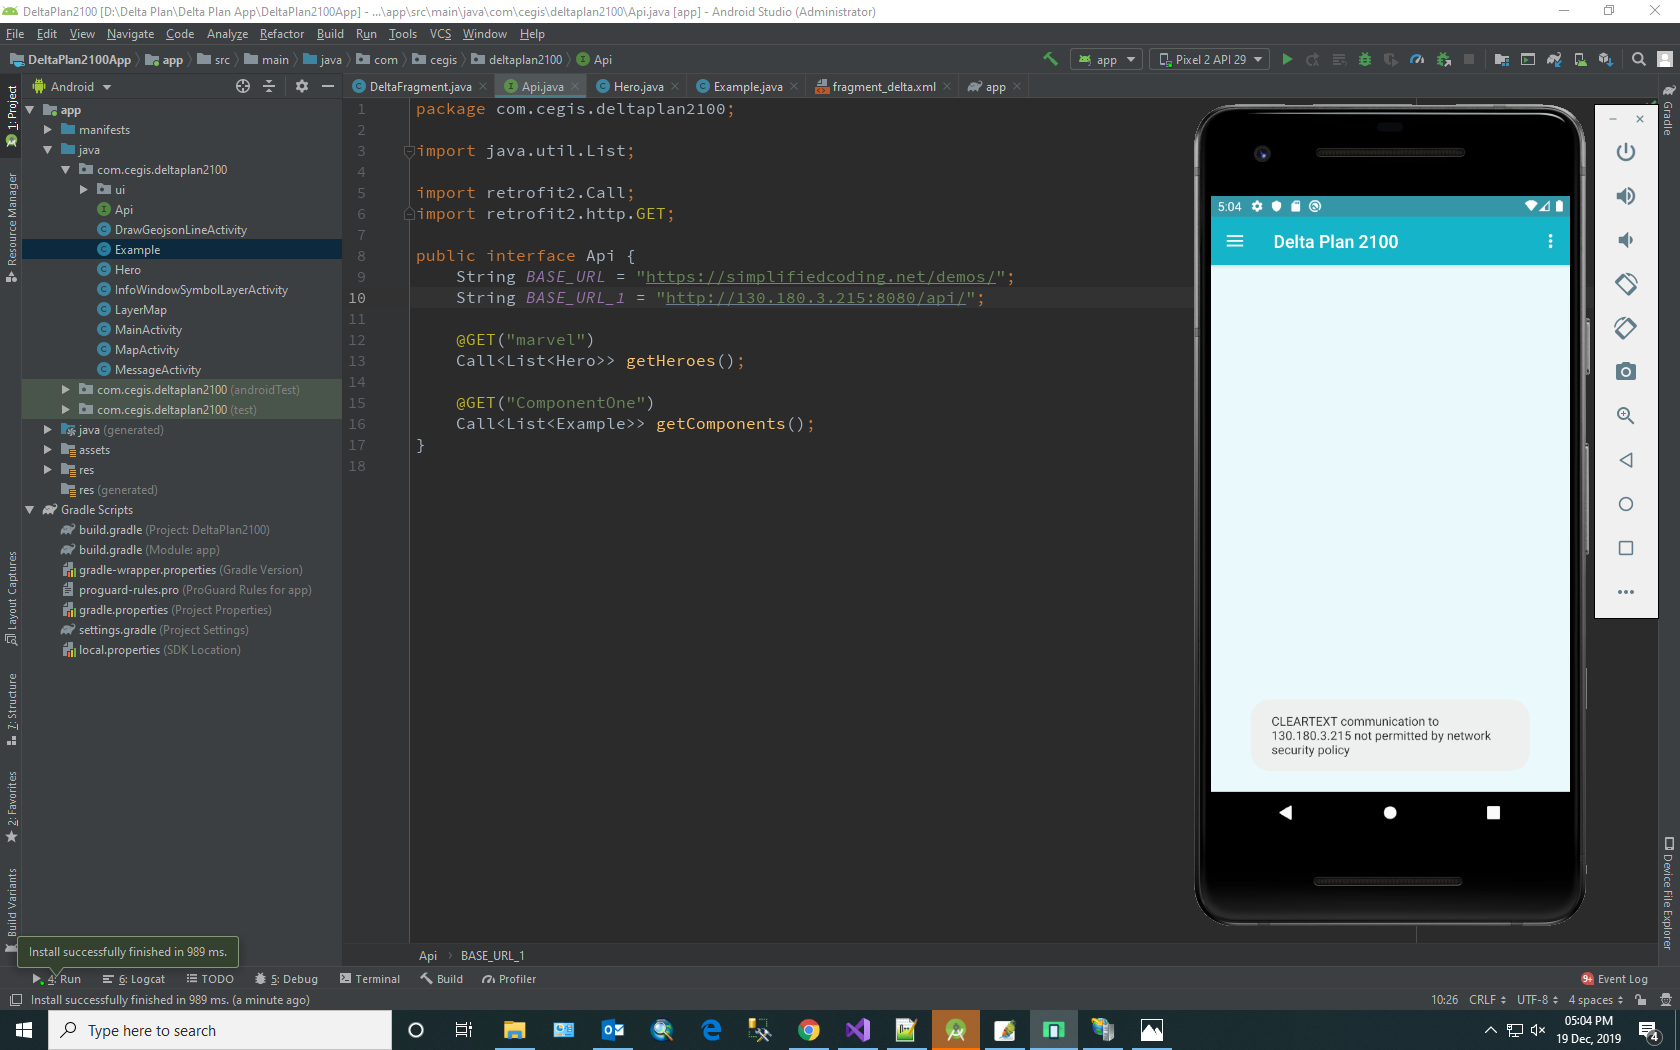 DeltaPlan2100 [D:\Delta Plan\Delta Plan App\DeltaPlan2100App] - ...\app\src\main\java\com\cegis\deltaplan2100\Api.java [app] - Android Studio (Administrator)
File Edit View Navigate Code Analyze Refactor Build Run Tools VCS Window Help
DeltaPlan2100App app src main java com cegis deltaplan2100 Api
app Pixel 2 API 29
Android
DeltaFragment.java Api.java Hero.java Example.java fragment_delta.xml app
1: Project
Resource Manager
Layout Captures
7: Structure
2: Favorites
Build Variants
app
manifests
java
com.cegis.deltaplan2100
ui
Api
DrawGeojsonLineActivity
Example
Hero
InfoWindowSymbolLayerActivity
LayerMap
MainActivity
MapActivity
MessageActivity
com.cegis.deltaplan2100 (androidTest)
com.cegis.deltaplan2100 (test)
java (generated)
assets
res
res (generated)
Gradle Scripts
build.gradle (Project: DeltaPlan2100)
build.gradle (Module: app)
gradle-wrapper.properties (Gradle Version)
proguard-rules.pro (ProGuard Rules for app)
gradle.properties (Project Properties)
settings.gradle (Project Settings)
local.properties (SDK Location)
1 package com.cegis.deltaplan2100;
2
3 import java.util.List;
4
5 import retrofit2.Call;
6 import retrofit2.http.GET;
7
8 public interface Api {
9 String BASE_URL = "https://simplifiedcoding.net/demos/";
10 String BASE_URL_1 = "http://130.180.3.215:8080/api/";
11
12 @GET("marvel")
13 Call<List<Hero>> getHeroes();
14
15 @GET("ComponentOne")
16 Call<List<Example>> getComponents();
17 }
18
5:04
Delta Plan 2100
CLEARTEXT communication to
130.180.3.215 not permitted by network
security policy
Gradle
Device File Explorer
Api BASE_URL_1
Install successfully finished in 989 ms.
4: Run 6: Logcat TODO 5: Debug Terminal Build Profiler 9+ Event Log
Install successfully finished in 989 ms. (a minute ago) 10:26 CRLF UTF-8 4 spaces
Type here to search
05:04 PM
19 Dec, 2019
4